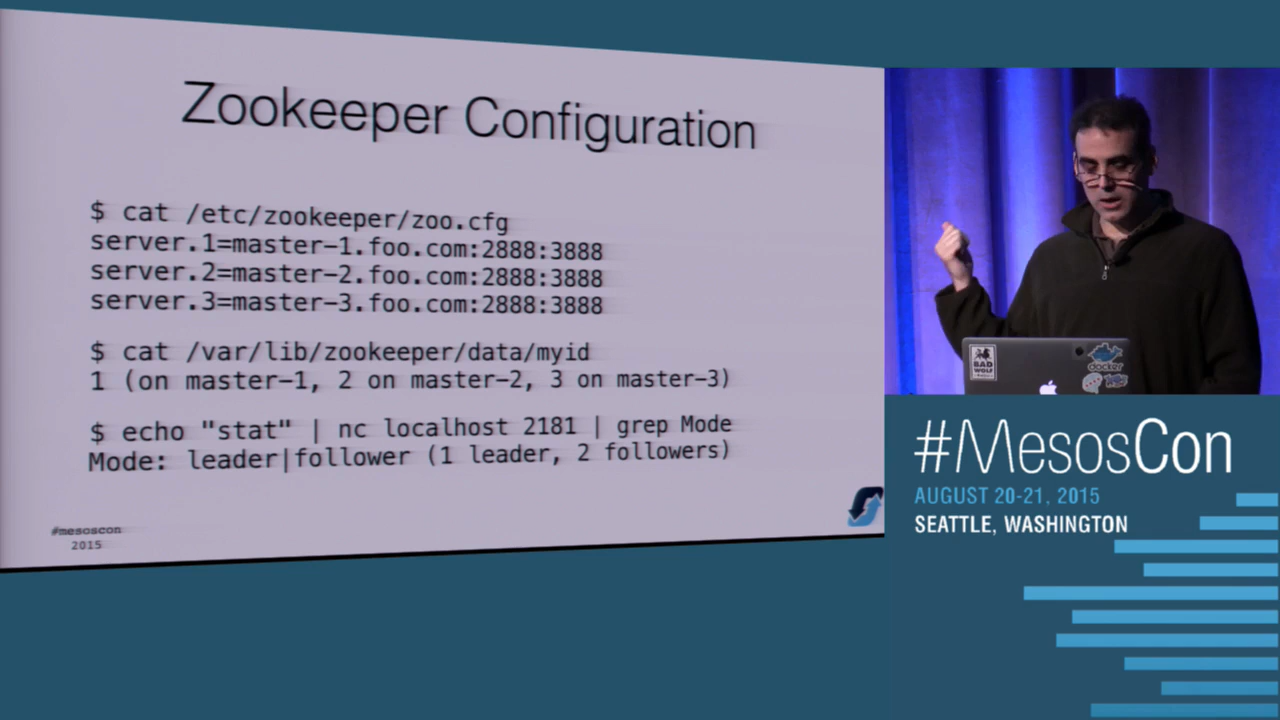 Zookeeper Configuration
$ cat /etc/zookeeper/zoo.cfg
server.1=master-1.foo.com:2888:3888
server.2=master-2.foo.com:2888:3888
server.3=master-3.foo.com:2888:3888
$ cat /var/lib/zookeeper/data/myid
1 (on master-1, 2 on master-2, 3 on master-3)
$ echo "stat" | nc localhost 2181 | grep Mode
Mode: leader|follower (1 leader, 2 followers)
#mesoscon
2015
BAD
WOLF
docker
#MesosCon
AUGUST 20-21, 2015
SEATTLE, WASHINGTON